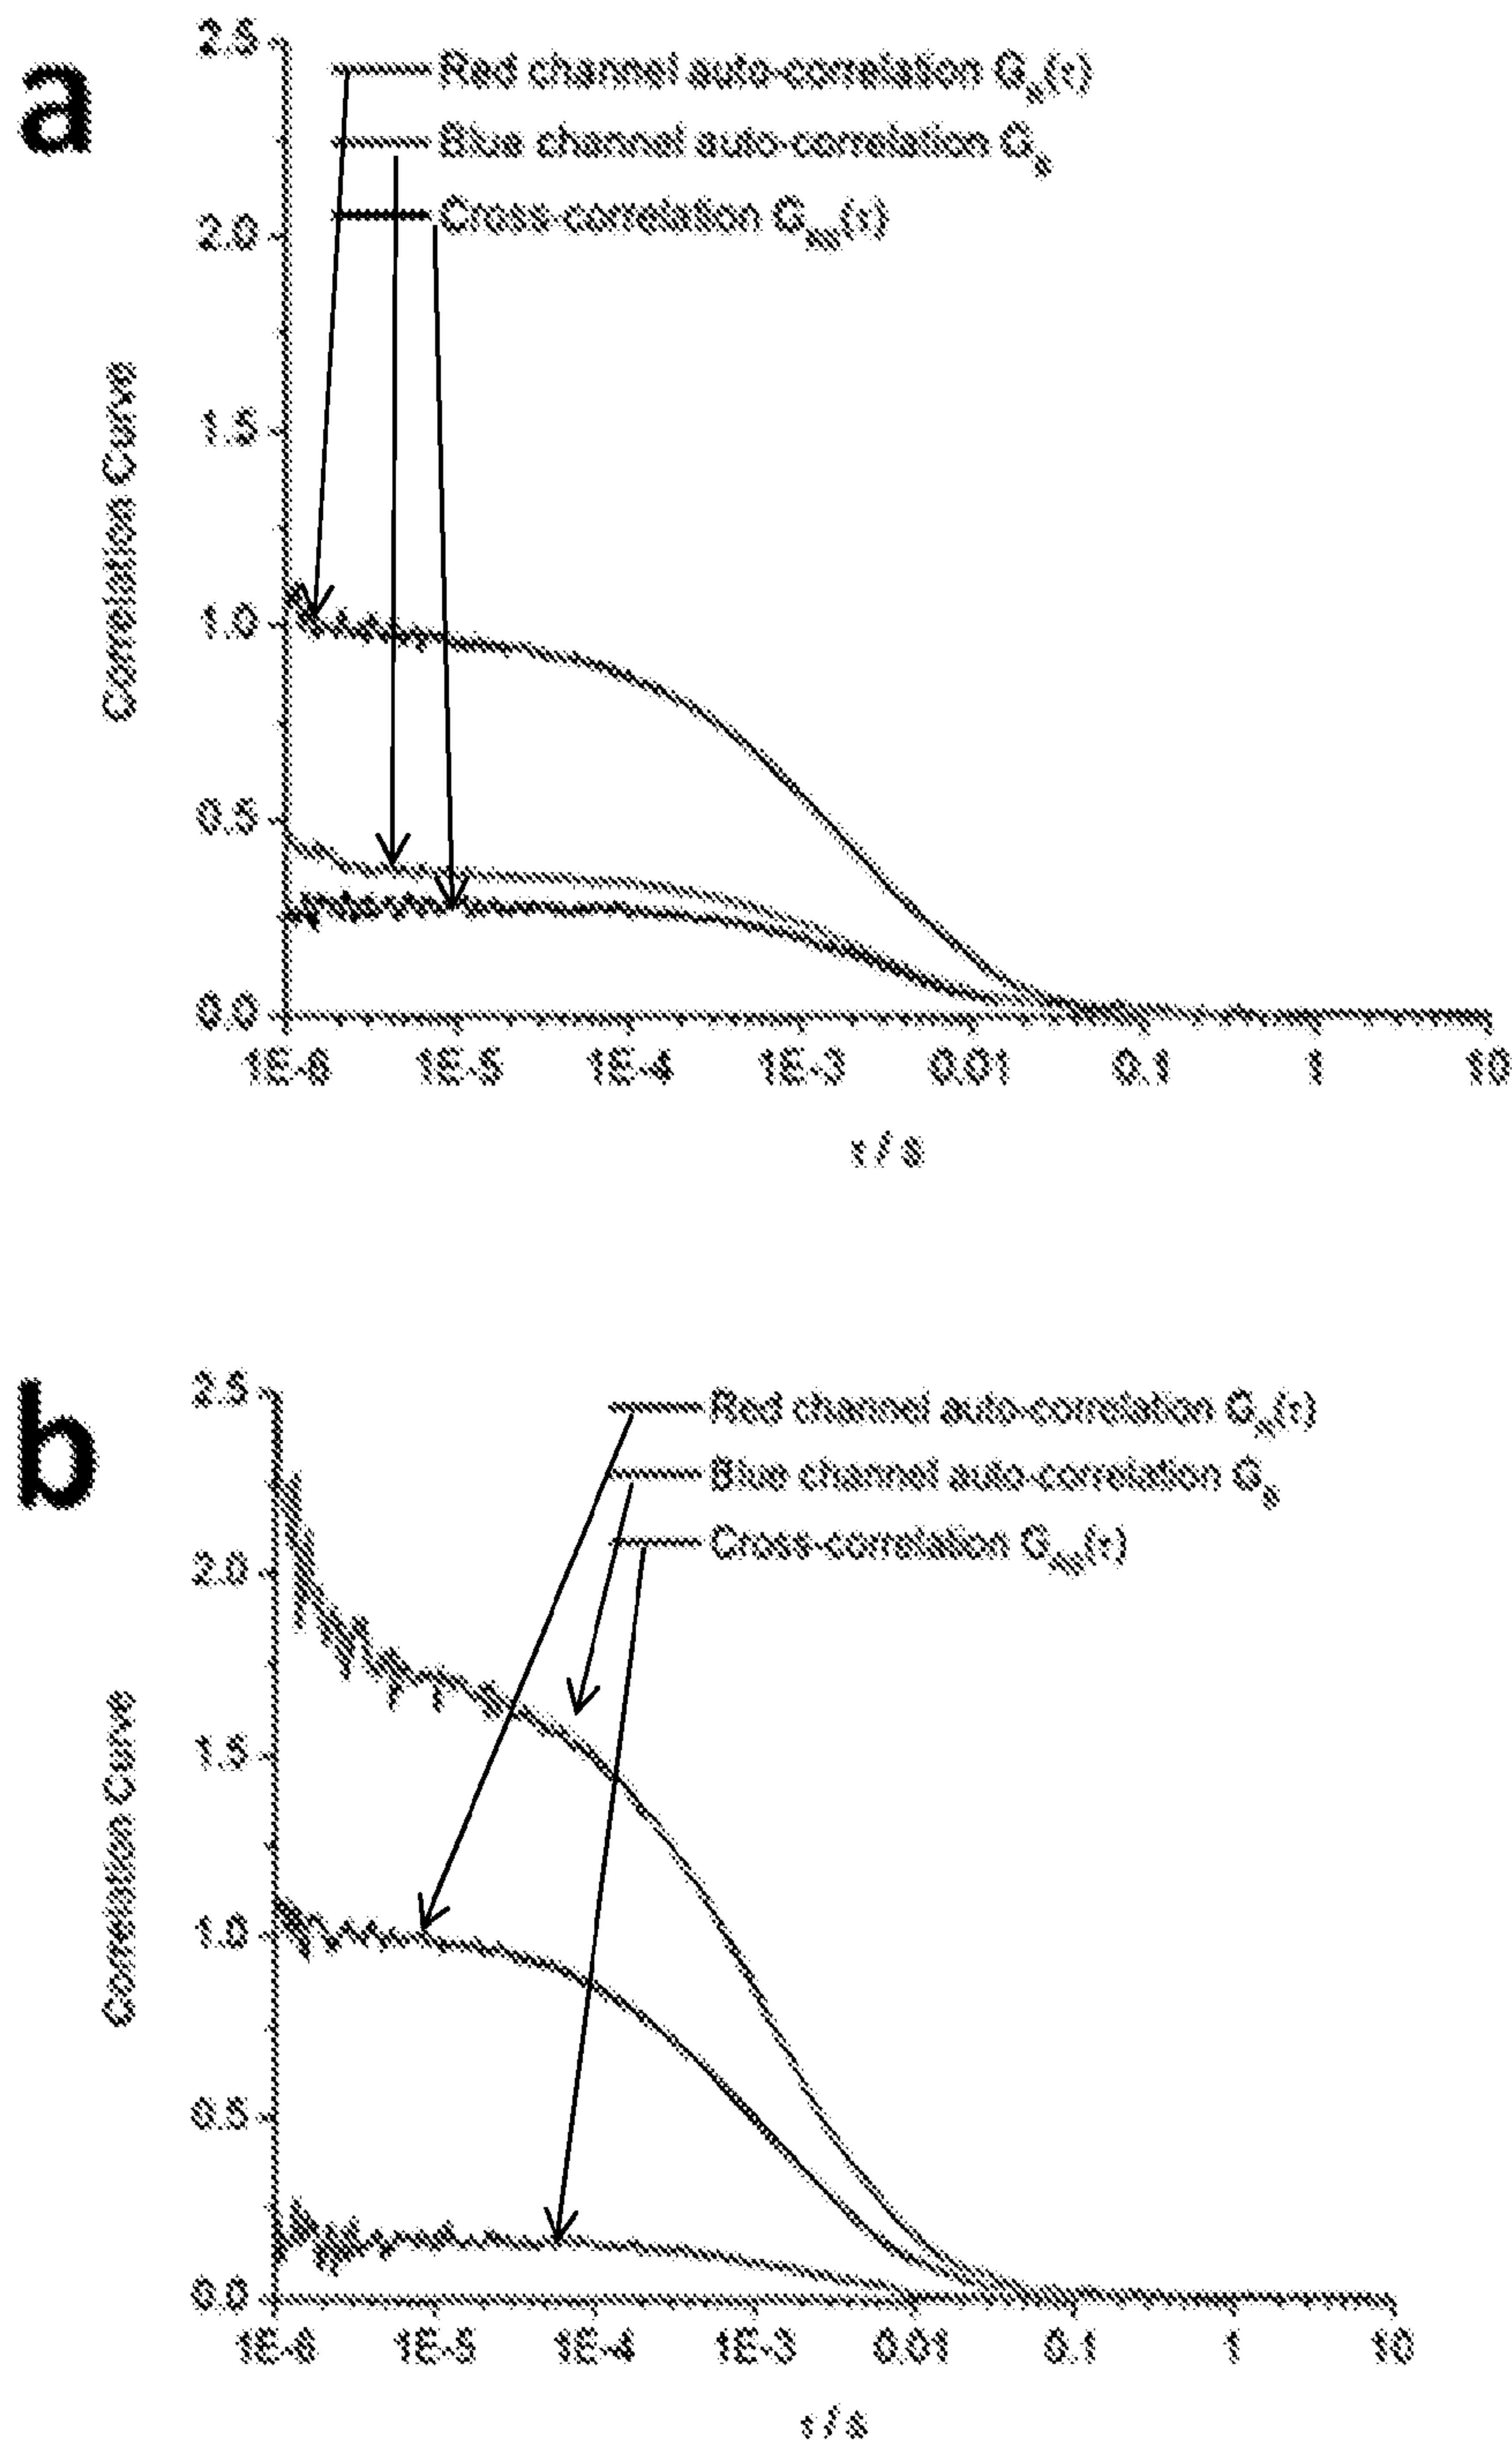 a
2.5
Red channel auto-correlation G (τ)
Blue channel auto-correlation G
2.0
Cross-correlation G (τ)
Correlation Curve
1.5
1.0
0.5
0.0
1E-6 1E-5 1E-4 1E-3 0.01 0.1 1 10
τ / s
b
2.5
Red channel auto-correlation G (τ)
Blue channel auto-correlation G
2.0
Cross-correlation G (τ)
Correlation Curve
1.5
1.0
0.5
0.0
1E-6 1E-5 1E-4 1E-3 0.01 0.1 1 10
τ / s